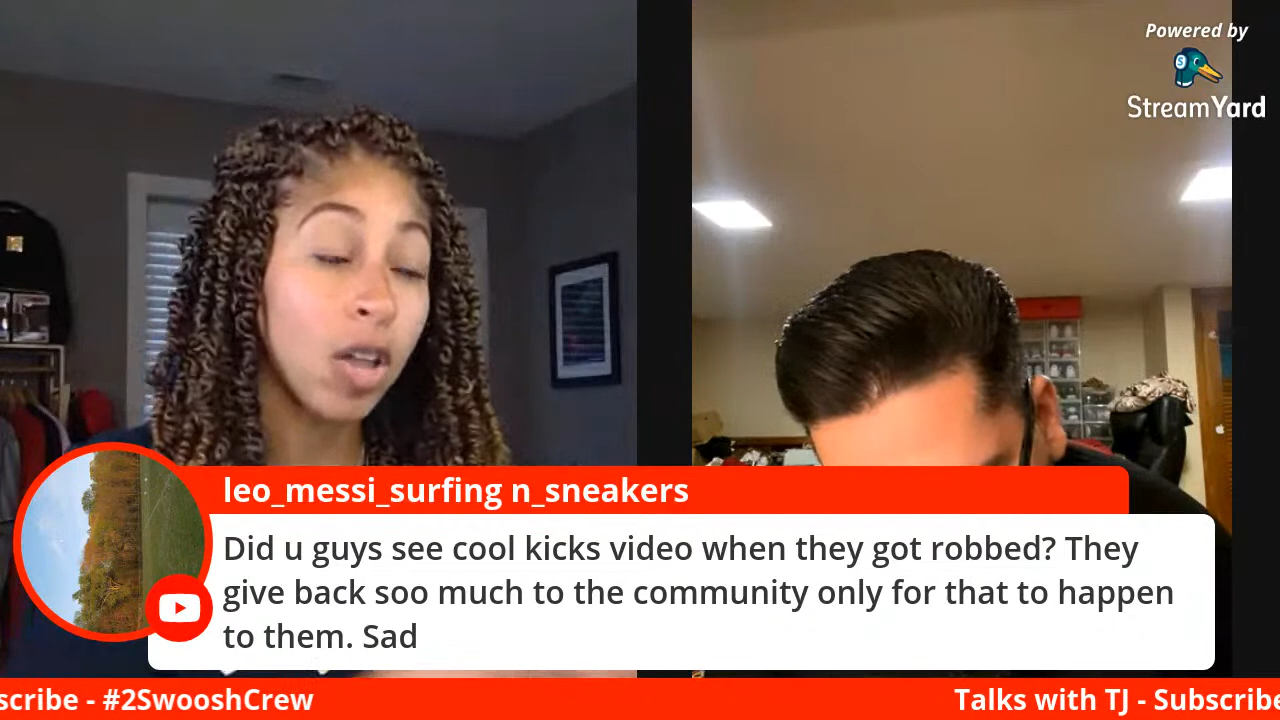 Powered by
StreamYard
leo_messi_surfing n_sneakers
Did u guys see cool kicks video when they got robbed? They
give back soo much to the community only for that to happen
to them. Sad
scribe - #2SwooshCrew
Talks with TJ - Subscribe